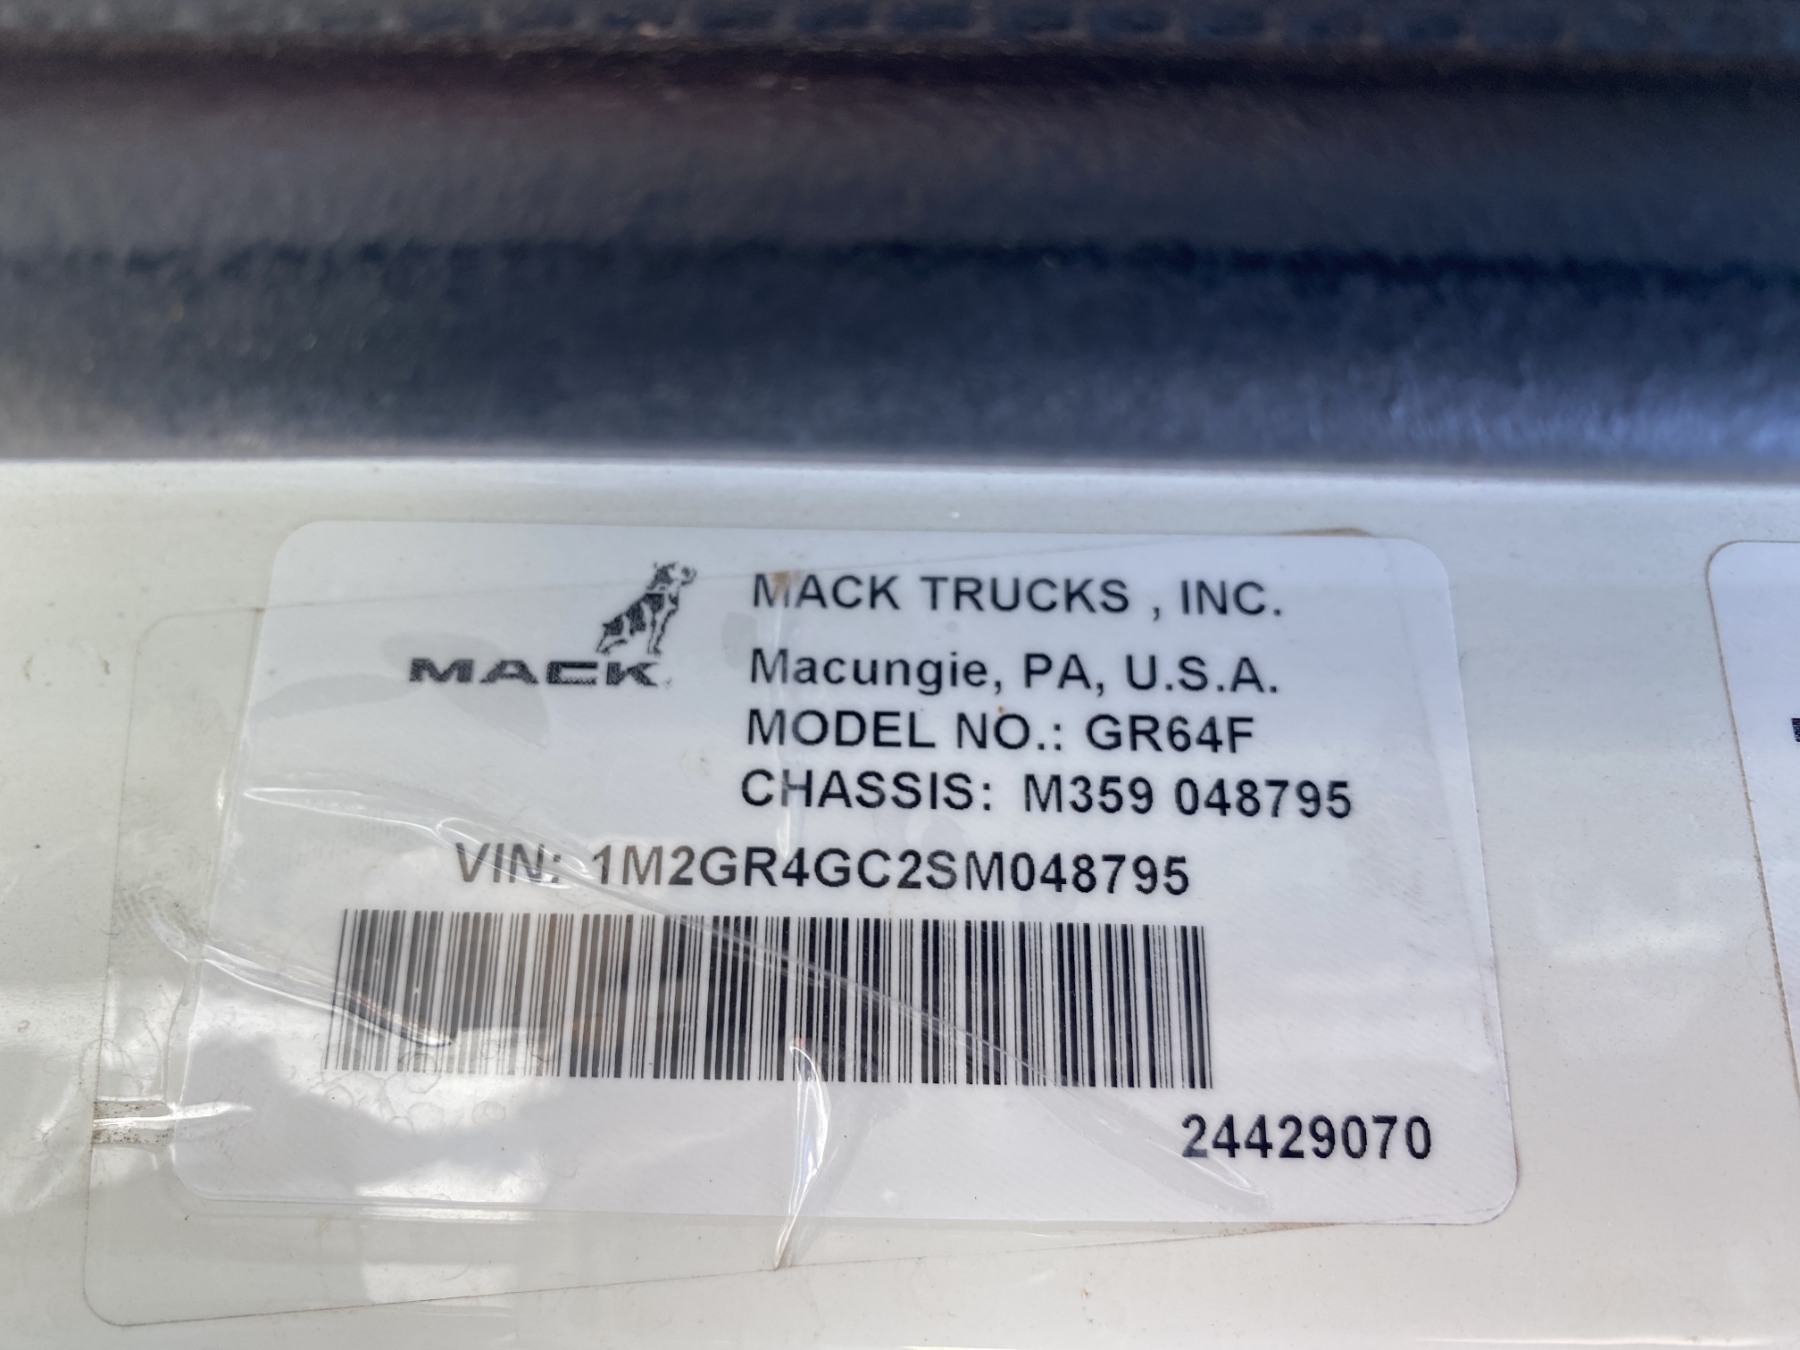 MACK
MACK TRUCKS , INC.
Macungie, PA, U.S.A.
MODEL NO.: GR64F
CHASSIS: M359 048795
VIN: 1M2GR4GC2SM048795
24429070